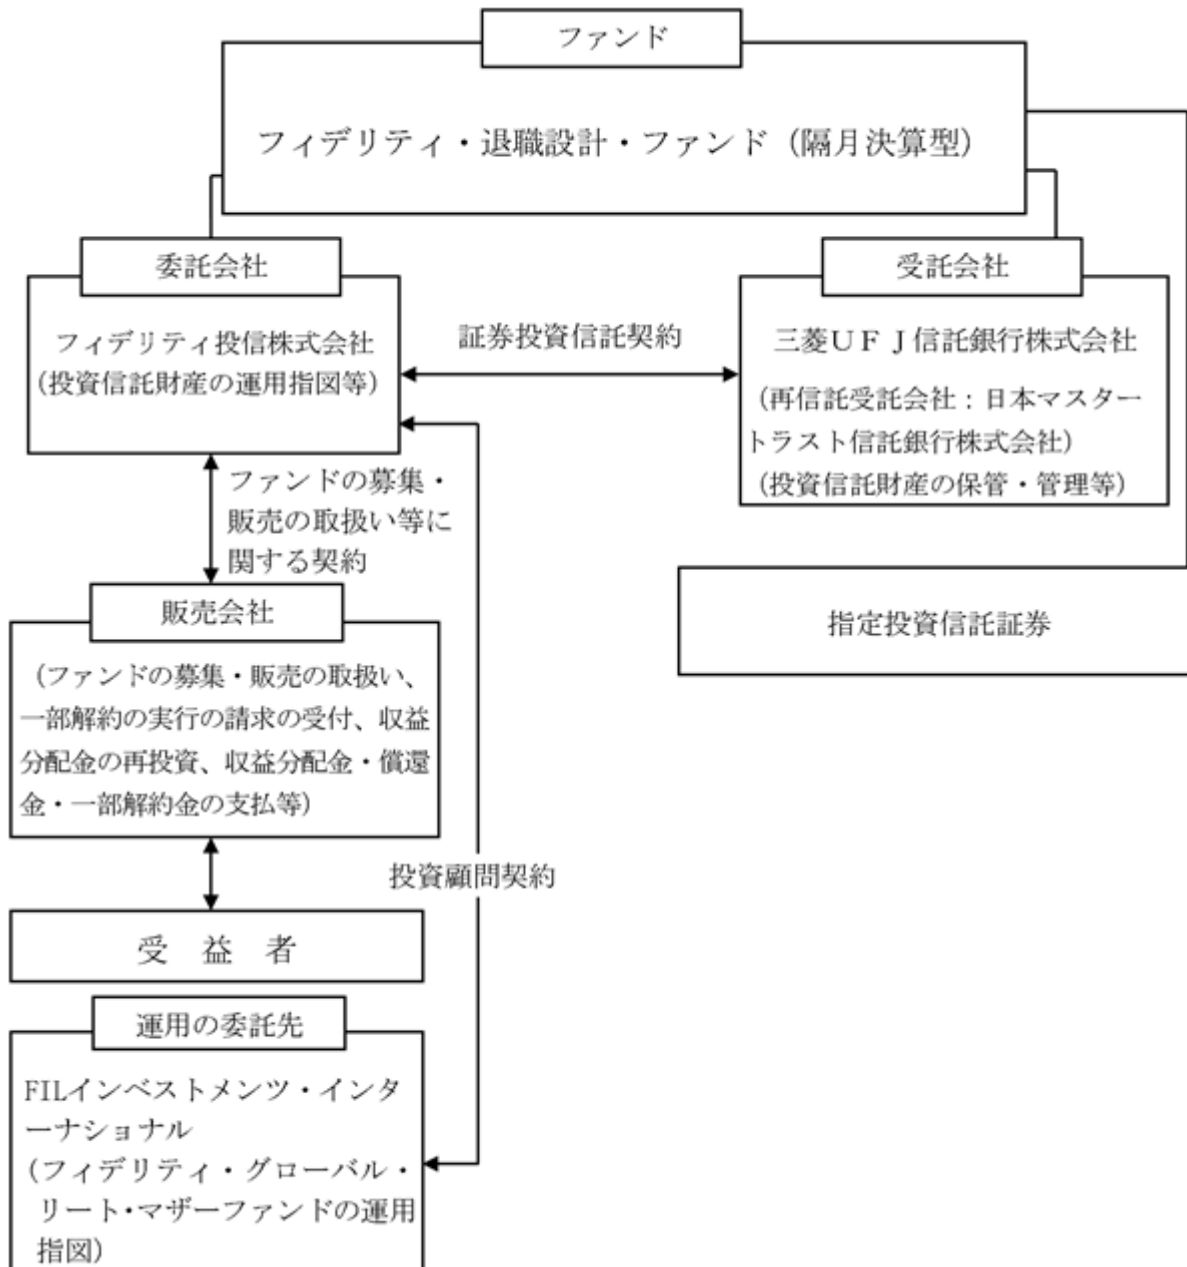 ファンド
フィデリティ・退職設計・ファンド（隔月決算型）
委託会社
フィデリティ投信株式会社
（投資信託財産の運用指図等）
証券投資信託契約
受託会社
三菱ＵＦＪ信託銀行株式会社
（再信託受託会社：日本マスター
トラスト信託銀行株式会社）
（投資信託財産の保管・管理等）
ファンドの募集・
販売の取扱い等に
関する契約
指定投資信託証券
販売会社
（ファンドの募集・販売の取扱い、
一部解約の実行の請求の受付、収益
分配金の再投資、収益分配金・償還
金・一部解約金の支払等）
投資顧問契約
受　益　者
運用の委託先
FILインベストメンツ・インタ
ーナショナル
（フィデリティ・グローバル・
リート・マザーファンドの運用
指図）